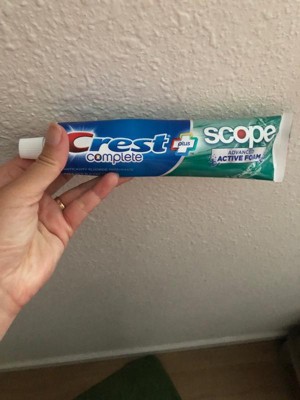 Crest
complete
plus
scope
ADVANCED
ACTIVE FOAM